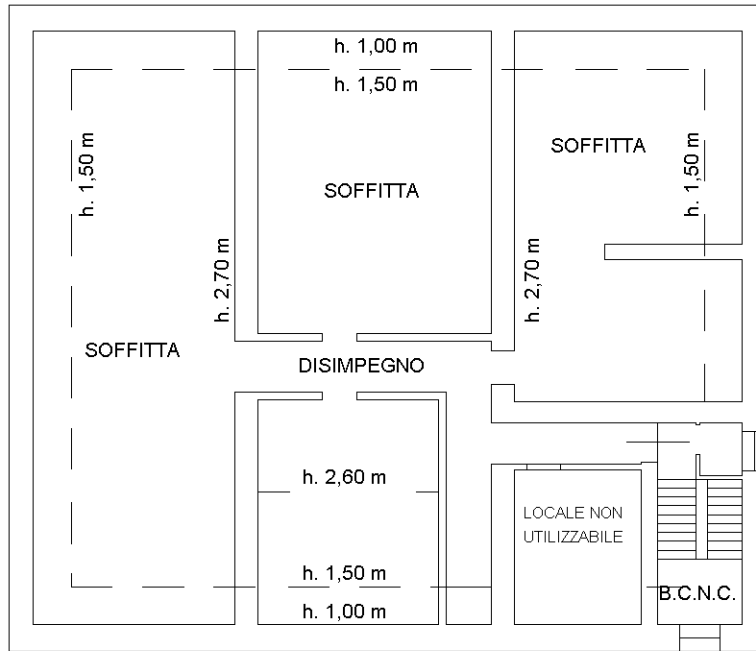 h. 1,00 m
h. 1,50 m
SOFFITTA
h. 1,50 m
h. 1,50 m
SOFFITTA
h. 2,70 m
h. 2,70 m
SOFFITTA
DISIMPEGNO
h. 2,60 m
LOCALE NON
UTILIZZABILE
h. 1,50 m
B.C.N.C.
h. 1,00 m